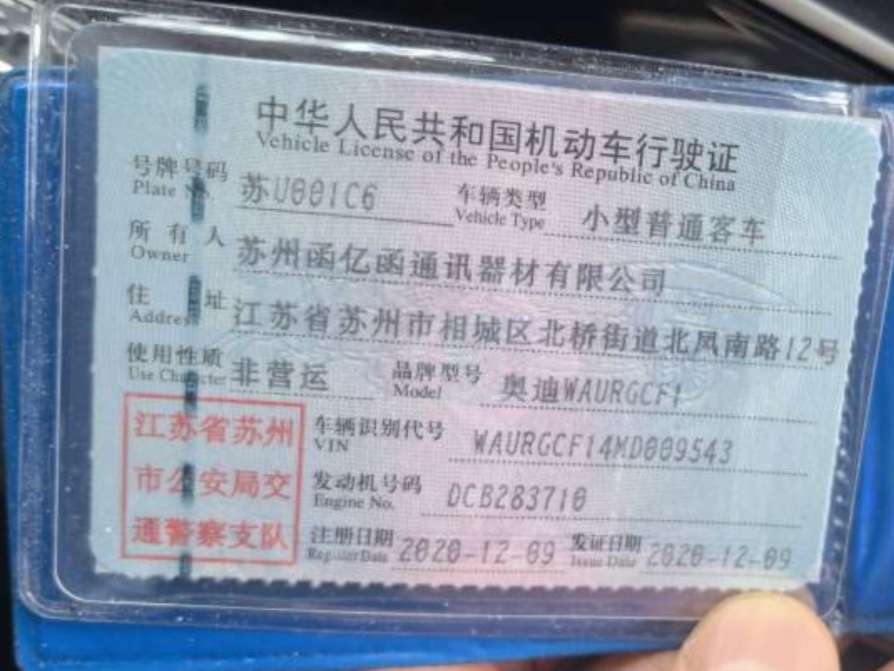 中华人民共和国机动车行驶证
Vehicle License of the People's Republic of China
号牌号码 苏U001C6 车辆类型 小型普通客车
Plate No. Vehicle Type
所有人 苏州函亿函通讯器材有限公司
Owner
住址 江苏省苏州市相城区北桥街道北凤南路12号
Address
使用性质 非营运 品牌型号 奥迪WAURGCF1
Use Character Model
江苏省苏州
市公安局交
通警察支队
车辆识别代号 WAURGCF14MD009543
VIN
发动机号码 DCB283710
Engine No.
注册日期 2020-12-09 发证日期 2020-12-09
Register Date Issue Date